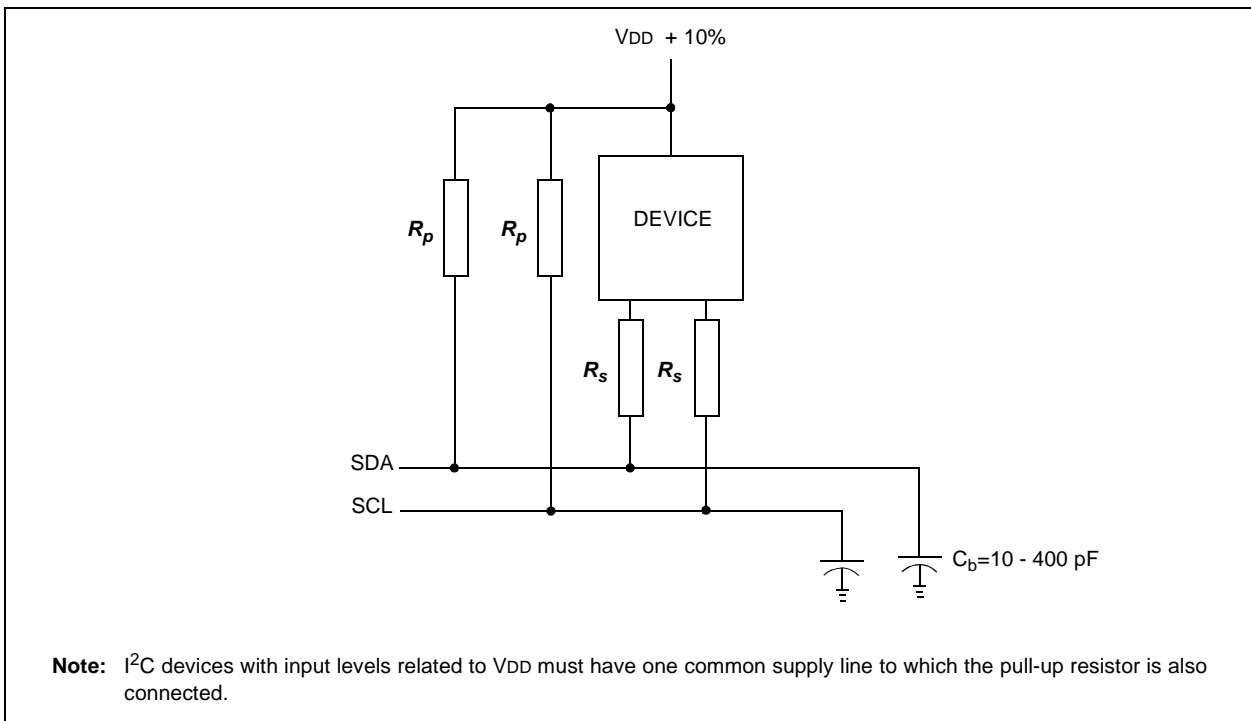 VDD + 10%
DEVICE
Rp
Rp
Rs
Rs
SDA
SCL
Cb=10 - 400 pF
Note: I2C devices with input levels related to VDD must have one common supply line to which the pull-up resistor is also
connected.